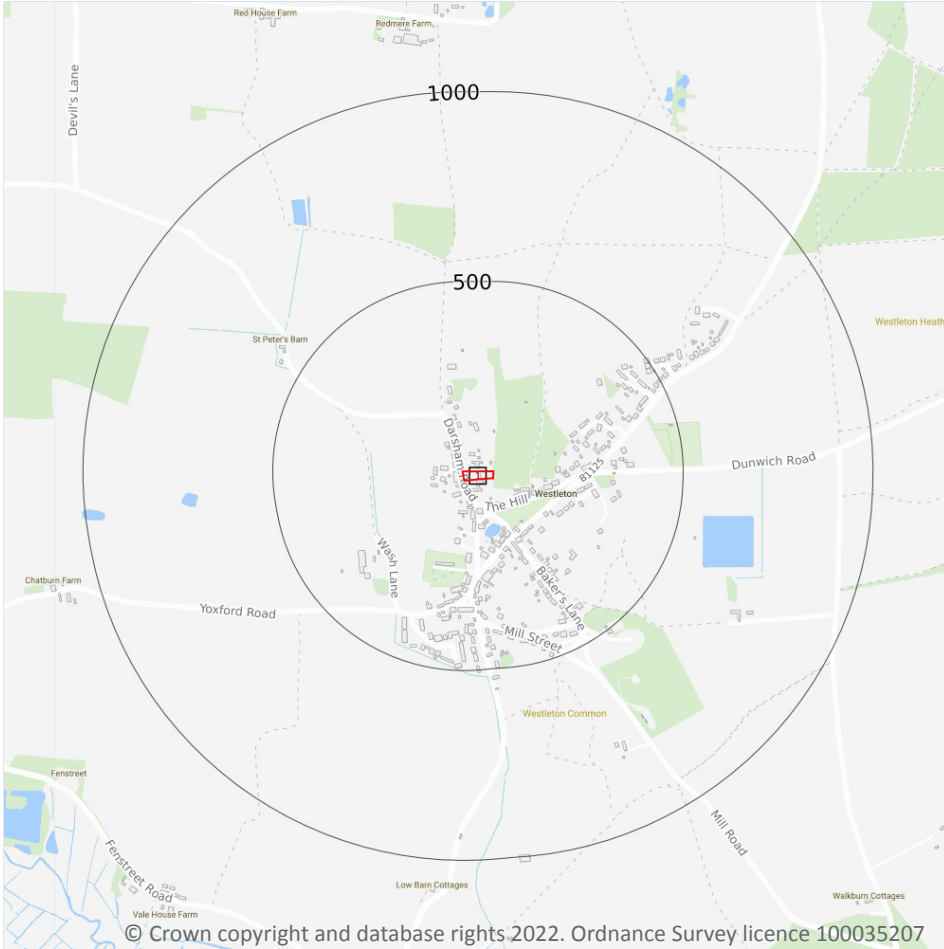 Red House Farm
Redmere Farm
Devil's Lane
1000
500
Westleton Heath
St Peter's Barn
Darsham Road
Dunwich Road
B1125
Westleton
The Hill
Wash Lane
Chatburn Farm
Baker's Lane
Yoxford Road
Mill Street
Westleton Common
Fenstreet
Mill Road
Fenstreet Road
Low Barn Cottages
Walkburn Cottages
Vale House Farm
© Crown copyright and database rights 2022. Ordnance Survey licence 100035207